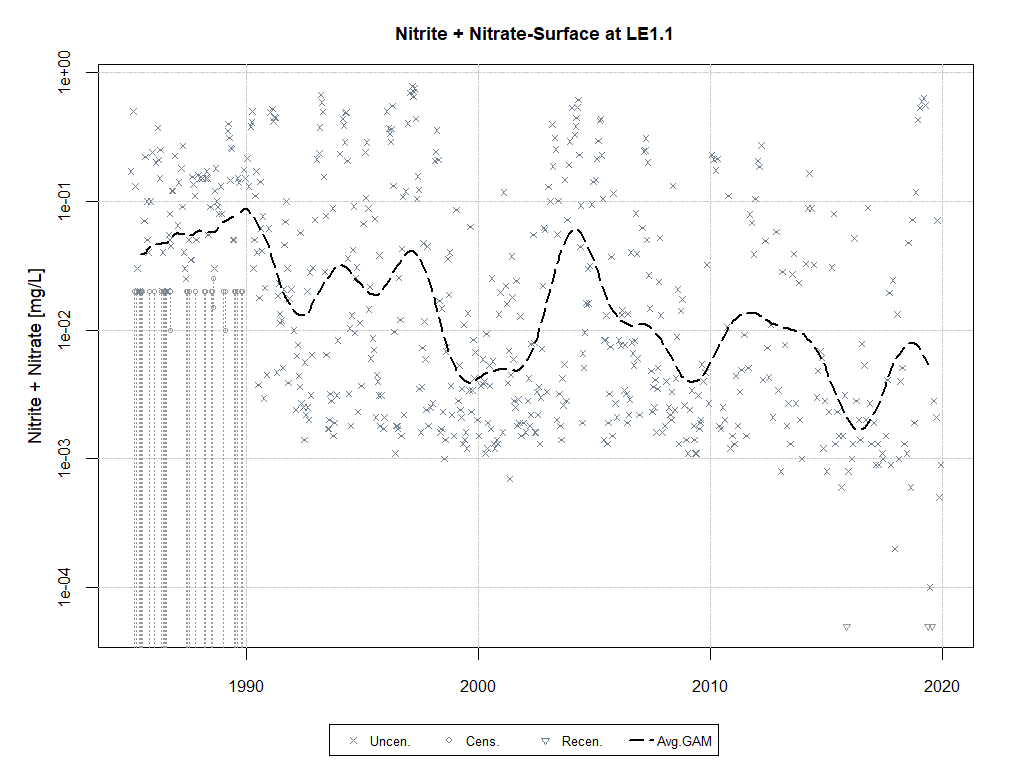 Nitrite + Nitrate-Surface at LE1.1
Nitrite + Nitrate [mg/L]
1e+00
1e-01
1e-02
1e-03
1e-04
1990
2000
2010
2020
Uncen.
Cens.
Recen.
Avg.GAM